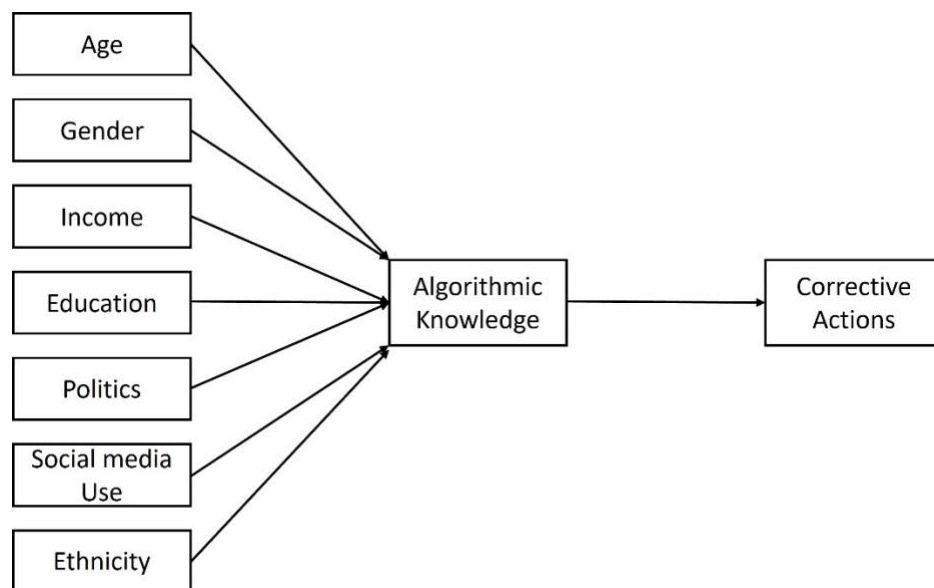 Age
Gender
Income
Education
Politics
Social media
Use
Ethnicity
Algorithmic
Knowledge
Corrective
Actions